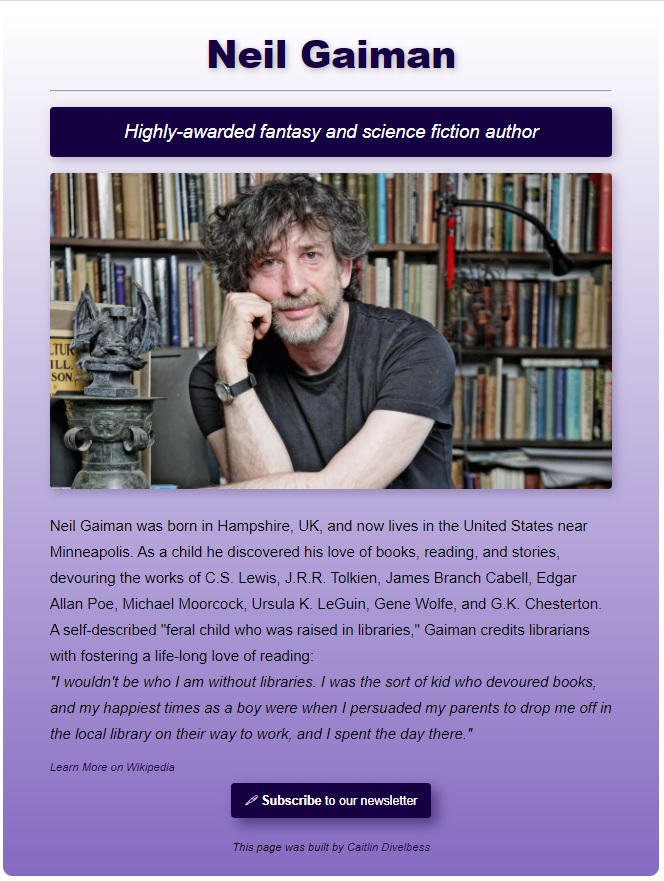 Neil Gaiman
Highly-awarded fantasy and science fiction author
LTUR
ILL.
SON.
Neil Gaiman was born in Hampshire, UK, and now lives in the United States near
Minneapolis. As a child he discovered his love of books, reading, and stories,
devouring the works of C.S. Lewis, J.R.R. Tolkien, James Branch Cabell, Edgar
Allan Poe, Michael Moorcock, Ursula K. LeGuin, Gene Wolfe, and G.K. Chesterton.
A self-described "feral child who was raised in libraries," Gaiman credits librarians
with fostering a life-long love of reading:
"I wouldn't be who I am without libraries. I was the sort of kid who devoured books,
and my happiest times as a boy were when I persuaded my parents to drop me off in
the local library on their way to work, and I spent the day there."
Learn More on Wikipedia
Subscribe to our newsletter
This page was built by Caitlin Divelbess